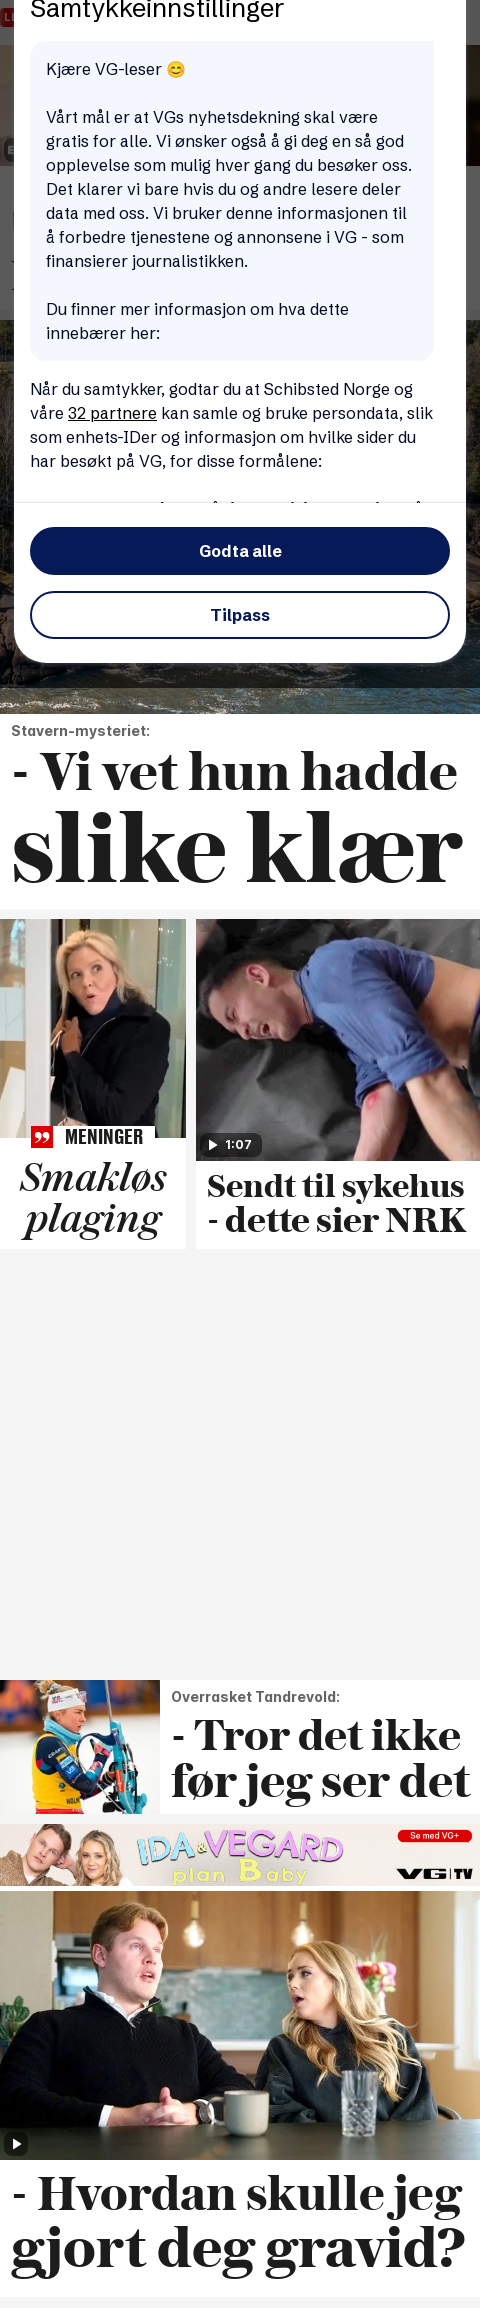 Samtykkeinnstillinger
Kjære VG-leser 😊
Vårt mål er at VGs nyhetsdekning skal være
gratis for alle. Vi ønsker også å gi deg en så god
opplevelse som mulig hver gang du besøker oss.
Det klarer vi bare hvis du og andre lesere deler
data med oss. Vi bruker denne informasjonen til
å forbedre tjenestene og annonsene i VG - som
finansierer journalistikken.
Du finner mer informasjon om hva dette
innebærer her:
Når du samtykker, godtar du at Schibsted Norge og
våre 32 partnere kan samle og bruke persondata, slik
som enhets-IDer og informasjon om hvilke sider du
har besøkt på VG, for disse formålene:
Godta alle
Tilpass
Stavern-mysteriet:
- Vi vet hun hadde
slike klær
MENINGER
Smakløs
plaging
1:07
Sendt til sykehus
- dette sier NRK
Overrasket Tandrevold:
- Tror det ikke
før jeg ser det
IDA & VEGARD
plan Baby
Se med VG+
VG|TV
- Hvordan skulle jeg
gjort deg gravid?